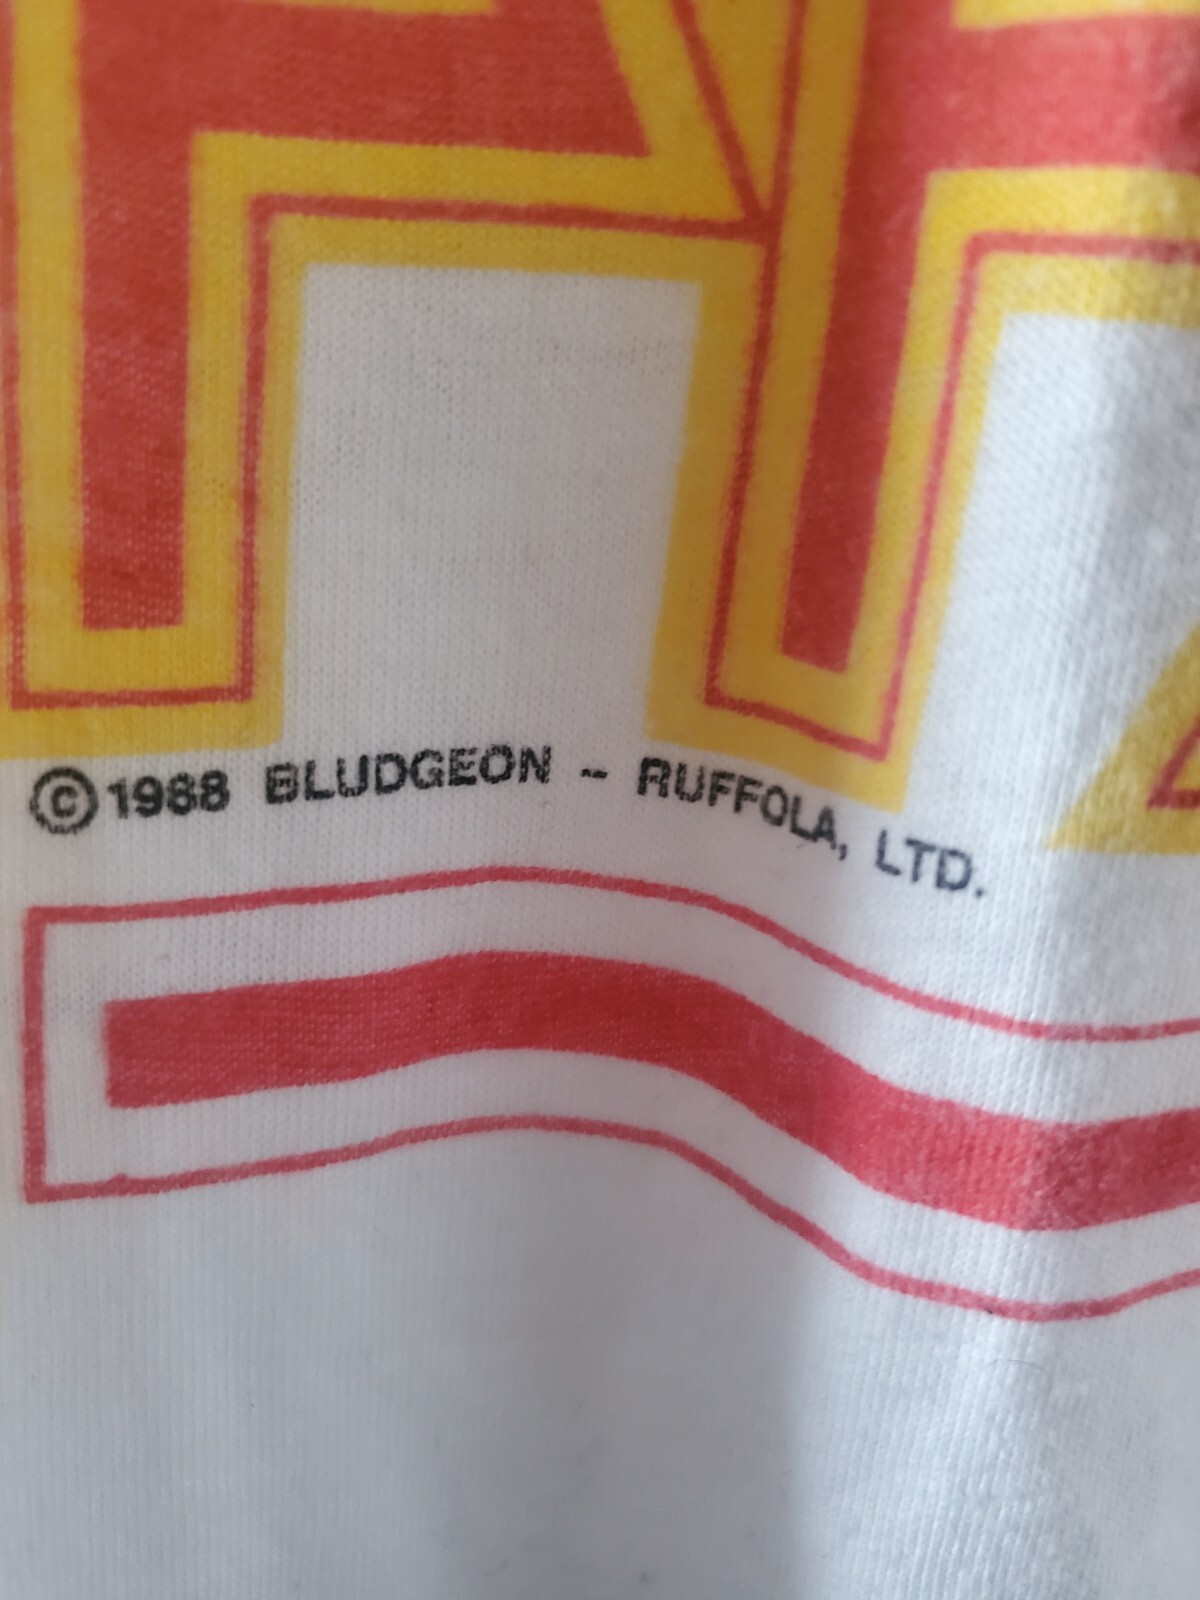 ©1988 BLUDGEON - RUFFOLA, LTD.